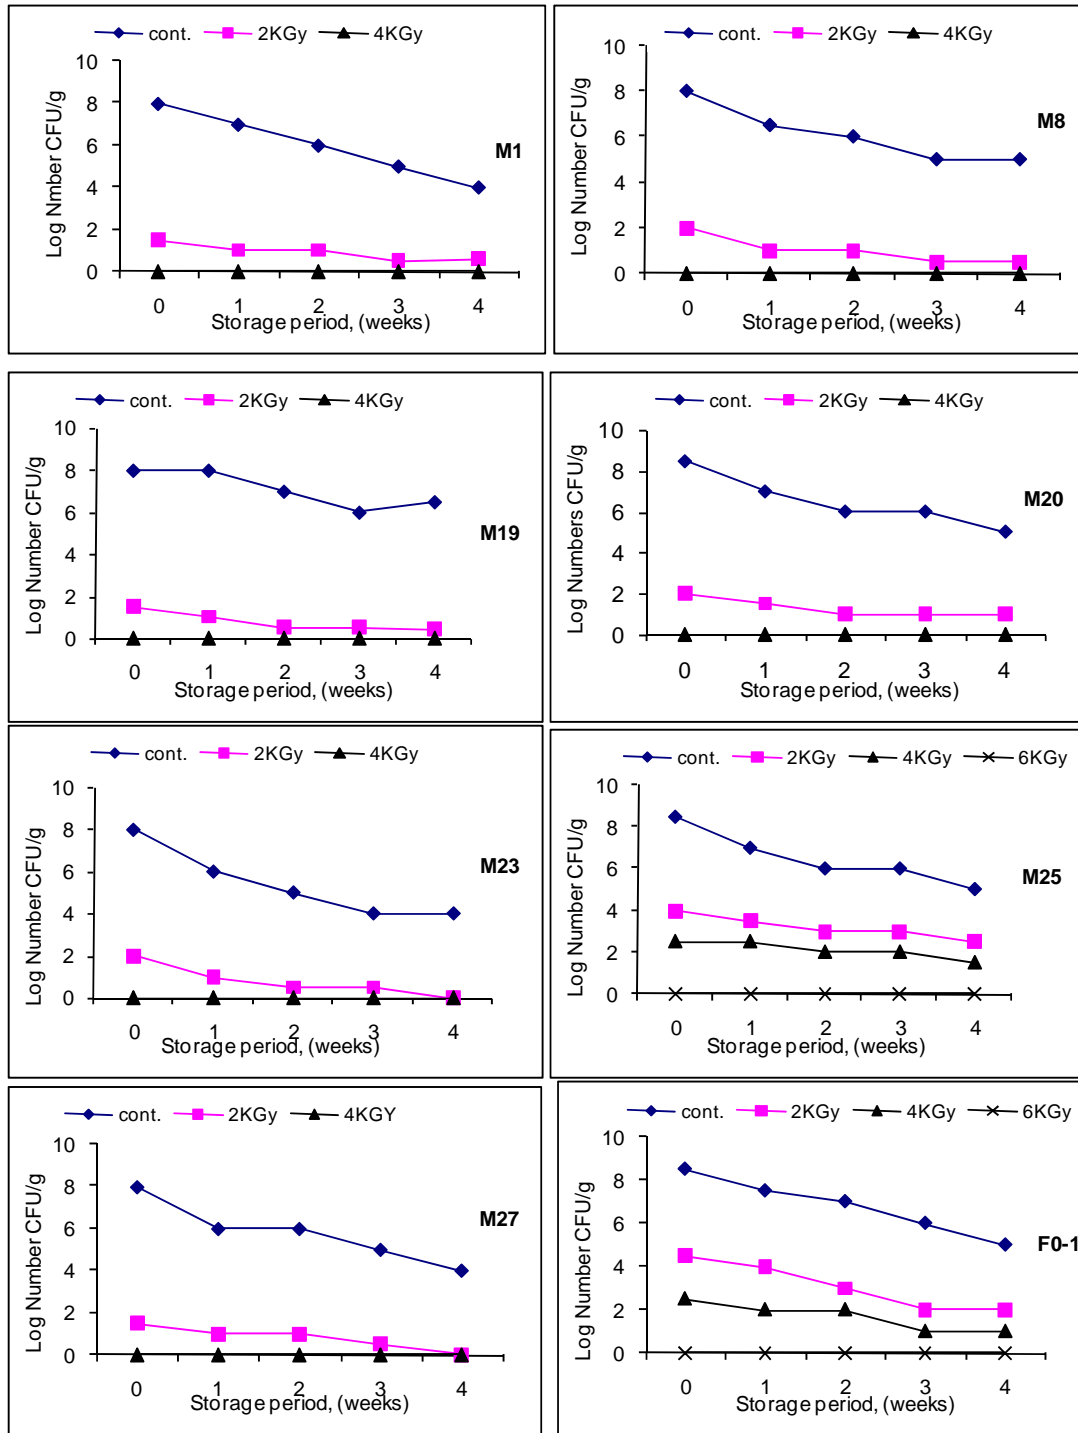 cont. 2KGy 4KGy
10
8
6
4
2
0
Log Nmber CFU/g
M1
0 1 2 3 4
Storage period, (weeks)
cont. 2KGy 4KGy
10
8
6
4
2
0
Log Number CFU/g
M8
0 1 2 3 4
Storage period, (weeks)
cont. 2KGy 4KGy
10
8
6
4
2
0
Log Number CFU/g
M19
0 1 2 3 4
Storage period, (weeks)
cont. 2KGy 4KGy
10
8
6
4
2
0
Log Numbers CFU/g
M20
0 1 2 3 4
Storage period, (weeks)
cont. 2KGy 4KGy
10
8
6
4
2
0
Log Number CFU/g
M23
0 1 2 3 4
Storage period, (weeks)
cont. 2KGy 4KGy 6KGy
10
8
6
4
2
0
Log Number CFU/g
M25
0 1 2 3 4
Storage period, (weeks)
cont. 2KGy 4KGY
10
8
6
4
2
0
Log Number CFU/g
M27
0 1 2 3 4
Storage period, (weeks)
cont. 2KGy 4KGy 6KGy
10
8
6
4
2
0
Log Number CFU/g
F0-1
0 1 2 3 4
Storage period, (weeks)